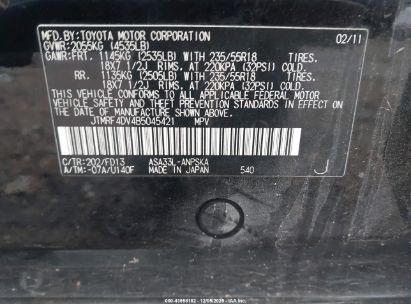 MFD.BY:TOYOTA MOTOR CORPORATION 02/11
GVWR:2055KG (4535LB)
GAWR:FRT. 1145KG (2535LB) WITH 235/55R18 TIRES,
18X7 1/2J RIMS, AT 220KPA (32PSI) COLD
RR. 1135KG (2505LB) WITH 235/55R18 TIRES,
18X7 1/2J RIMS, AT 220KPA (32PSI) COLD
THIS VEHICLE CONFORMS TO ALL APPLICABLE FEDERAL MOTOR
VEHICLE SAFETY AND THEFT PREVENTION STANDARDS IN
EFFECT ON THE DATE OF MANUFACTURE SHOWN ABOVE.
JTMRF4DV4B5045421 MPV
C/TR:202/FD13 ASA33L-ANPSKA
A/TM:-07A/U140F MADE IN JAPAN 540 J